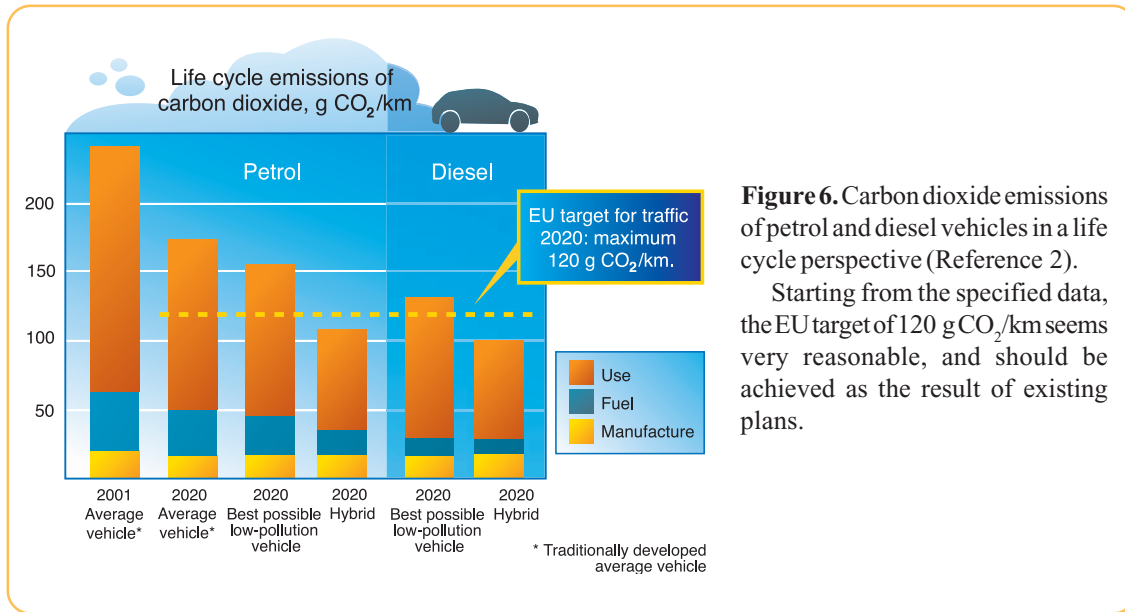 Life cycle emissions of
carbon dioxide, g CO₂/km
Petrol
Diesel
200
150
100
50
EU target for traffic
2020: maximum
120 g CO₂/km.
Use
Fuel
Manufacture
2001
Average
vehicle*
2020
Average
vehicle*
2020
Best possible
low-pollution
vehicle
2020
Hybrid
2020
Best possible
low-pollution
vehicle
2020
Hybrid
* Traditionally developed
average vehicle
Figure 6. Carbon dioxide emissions
of petrol and diesel vehicles in a life
cycle perspective (Reference 2).
Starting from the specified data,
the EU target of 120 g CO₂/km seems
very reasonable, and should be
achieved as the result of existing
plans.